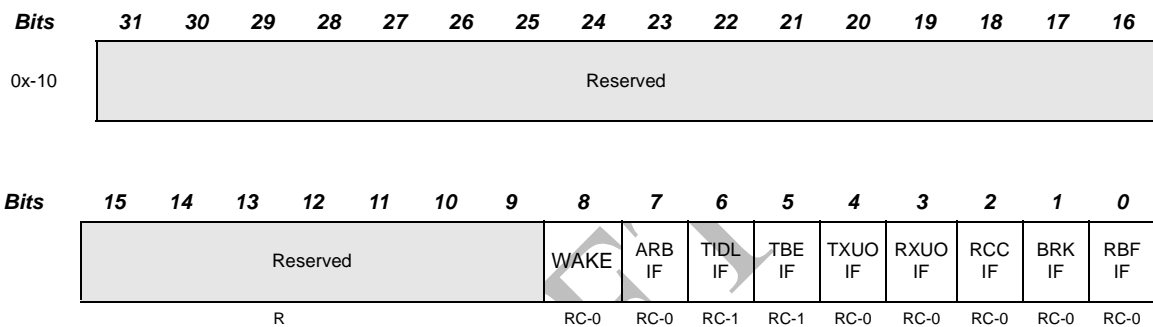 Bits 31 30 29 28 27 26 25 24 23 22 21 20 19 18 17 16
0x-10 Reserved
Bits 15 14 13 12 11 10 9 8 7 6 5 4 3 2 1 0
Reserved WAKE ARB IF TIDL IF TBE IF TXUO IF RXUO IF RCC IF BRK IF RBF IF
R RC-0 RC-0 RC-1 RC-1 RC-0 RC-0 RC-0 RC-0 RC-0